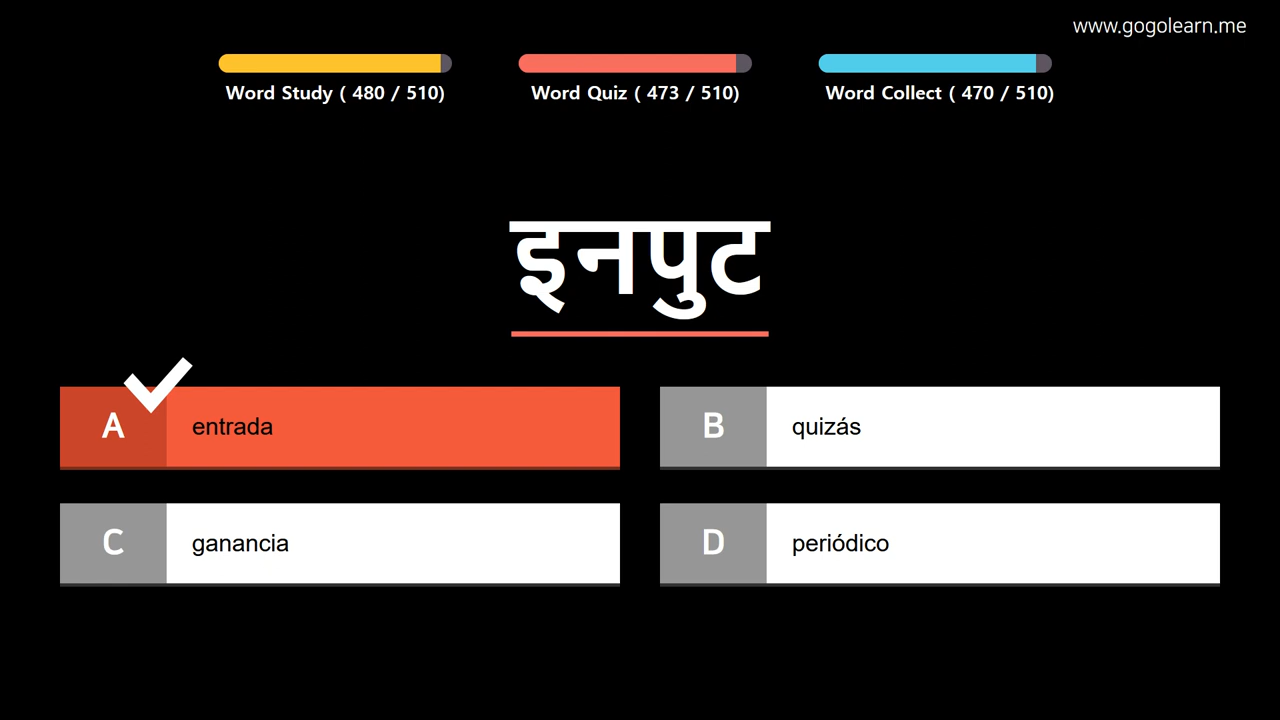 www.gogolearn.me
Word Study ( 480 / 510)
Word Quiz ( 473 / 510)
Word Collect ( 470 / 510)
इनपुट
A entrada
B quizás
C ganancia
D periódico